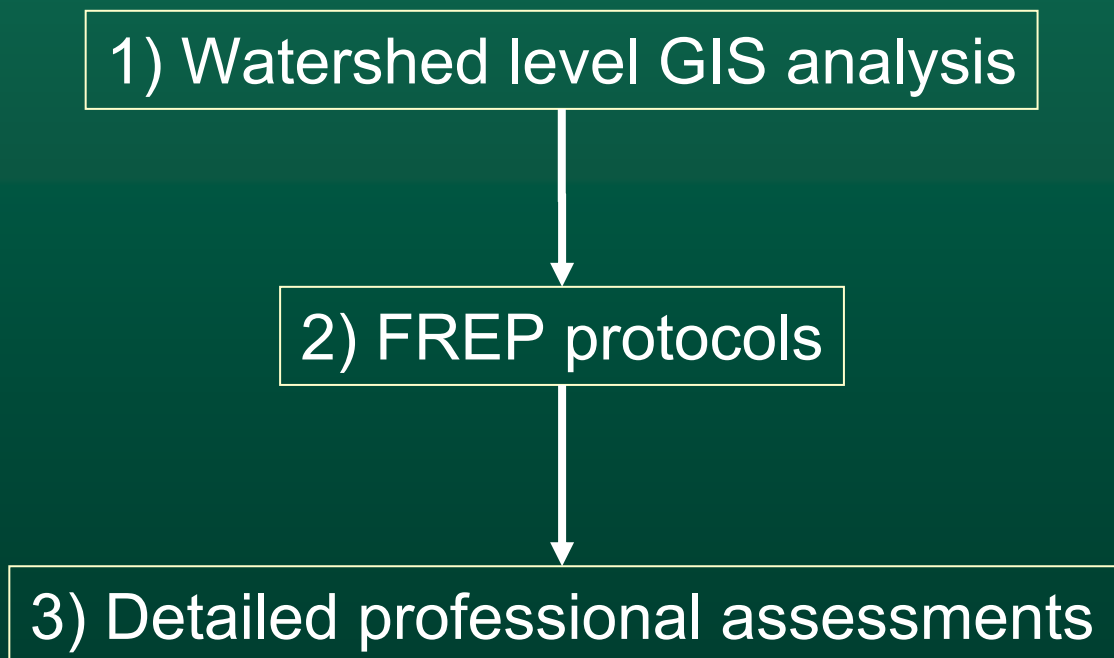 1) Watershed level GIS analysis
2) FREP protocols
3) Detailed professional assessments